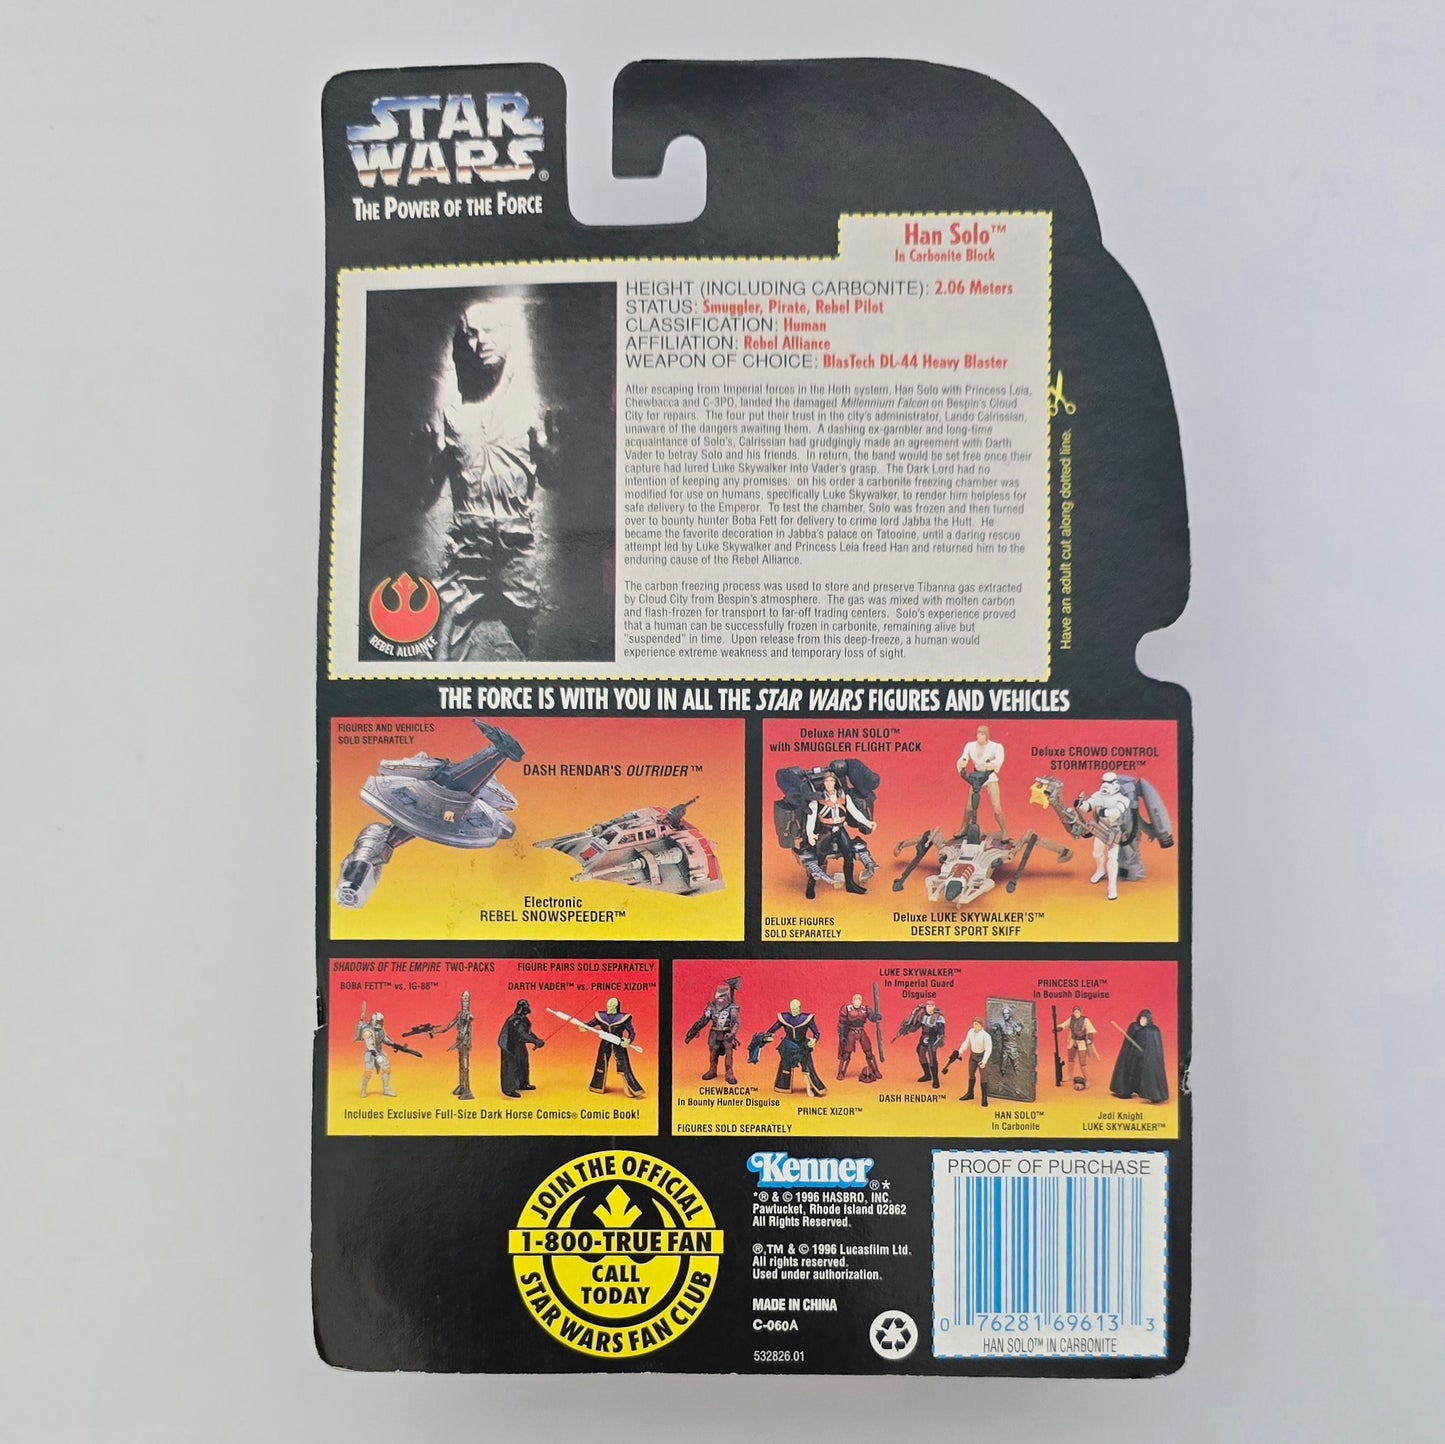 STAR
WARS®
THE POWER OF THE FORCE
Han Solo™
In Carbonite Block
HEIGHT (INCLUDING CARBONITE): 2.06 Meters
STATUS: Smuggler, Pirate, Rebel Pilot
CLASSIFICATION: Human
AFFILIATION: Rebel Alliance
WEAPON OF CHOICE: BlasTech DL-44 Heavy Blaster
After escaping from Imperial forces in the Hoth system, Han Solo with Princess Leia,
Chewbacca and C-3PO, landed the damaged Millennium Falcon on Bespin's Cloud
City for repairs. The four put their trust in the city's administrator, Lando Calrissian,
unaware of the dangers awaiting them. A dashing ex-gambler and long-time
acquaintance of Solo's, Calrissian had grudgingly made an agreement with Darth
Vader to betray Solo and his friends. In return, the band would be set free once their
capture had lured Luke Skywalker into Vader's grasp. The Dark Lord had no
intention of keeping any promises: on his order a carbonite freezing chamber was
modified for use on humans, specifically Luke Skywalker, to render him helpless for
safe delivery to the Emperor. To test the chamber, Solo was frozen and then turned
over to bounty hunter Boba Fett for delivery to crime lord Jabba the Hutt. He
became the favorite decoration in Jabba's palace on Tatooine, until a daring rescue
attempt led by Luke Skywalker and Princess Leia freed Han and returned him to the
enduring cause of the Rebel Alliance.
The carbon freezing process was used to store and preserve Tibanna gas extracted
by Cloud City from Bespin's atmosphere. The gas was mixed with molten carbon
and flash-frozen for transport to far-off trading centers. Solo's experience proved
that a human can be successfully frozen in carbonite, remaining alive but
"suspended" in time. Upon release from this deep-freeze, a human would
experience extreme weakness and temporary loss of sight.
REBEL ALLIANCE
Have an adult cut along dotted line.
THE FORCE IS WITH YOU IN ALL THE STAR WARS FIGURES AND VEHICLES
FIGURES AND VEHICLES
SOLD SEPARATELY
DASH RENDAR'S OUTRIDER™
Electronic
REBEL SNOWSPEEDER™
Deluxe HAN SOLO™
with SMUGGLER FLIGHT PACK
Deluxe CROWD CONTROL
STORMTROOPER™
DELUXE FIGURES
SOLD SEPARATELY
Deluxe LUKE SKYWALKER'S™
DESERT SPORT SKIFF
SHADOWS OF THE EMPIRE TWO-PACKS
FIGURE PAIRS SOLD SEPARATELY
BOBA FETT™ vs. IG-88™
DARTH VADER™ vs. PRINCE XIZOR™
Includes Exclusive Full-Size Dark Horse Comics® Comic Book!
LUKE SKYWALKER™
In Imperial Guard
Disguise
PRINCESS LEIA™
In Boushh Disguise
CHEWBACCA™
In Bounty Hunter Disguise
PRINCE XIZOR™
DASH RENDAR™
HAN SOLO™
In Carbonite
Jedi Knight
LUKE SKYWALKER™
FIGURES SOLD SEPARATELY
JOIN THE OFFICIAL
1-800-TRUE FAN
CALL
TODAY
STAR WARS FAN CLUB
Kenner®*
*® & © 1996 HASBRO, INC.
Pawtucket, Rhode Island 02862
All Rights Reserved.
®,TM & © 1996 Lucasfilm Ltd.
All rights reserved.
Used under authorization.
MADE IN CHINA
C-060A
532826.01
PROOF OF PURCHASE
0 76281 69613 3
HAN SOLO™ IN CARBONITE